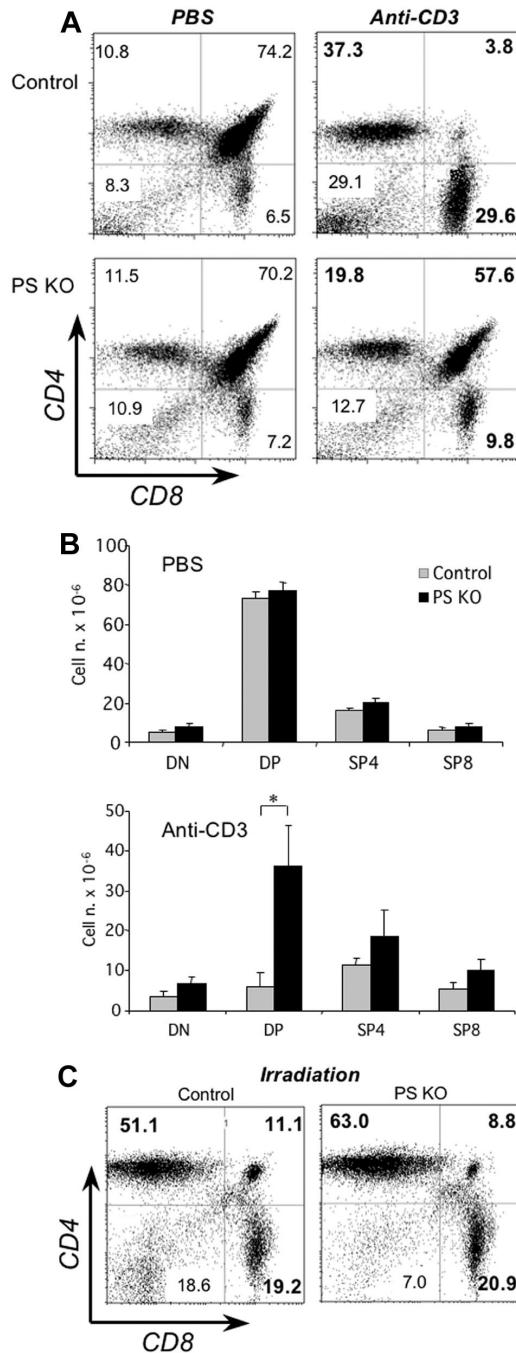 A
PBS
Anti-CD3
Control
10.8
74.2
37.3
3.8
8.3
6.5
29.1
29.6
PS KO
11.5
70.2
19.8
57.6
10.9
7.2
12.7
9.8
CD4
CD8
B
PBS
Control
PS KO
Cell n. x 10-6
100
80
60
40
20
0
DN
DP
SP4
SP8
Anti-CD3
*
Cell n. x 10-6
50
40
30
20
10
0
DN
DP
SP4
SP8
C
Irradiation
Control
PS KO
51.1
11.1
63.0
8.8
18.6
19.2
7.0
20.9
CD4
CD8